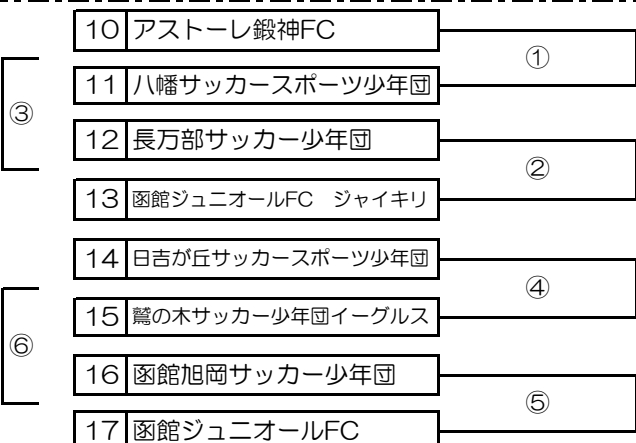 10 アストーレ鍛神FC
①
11 八幡サッカースポーツ少年団
③
12 長万部サッカー少年団
②
13 函館ジュニオールFC　ジャイキリ
14 日吉が丘サッカースポーツ少年団
④
15 鷲の木サッカー少年団イーグルス
⑥
16 函館旭岡サッカー少年団
⑤
17 函館ジュニオールFC